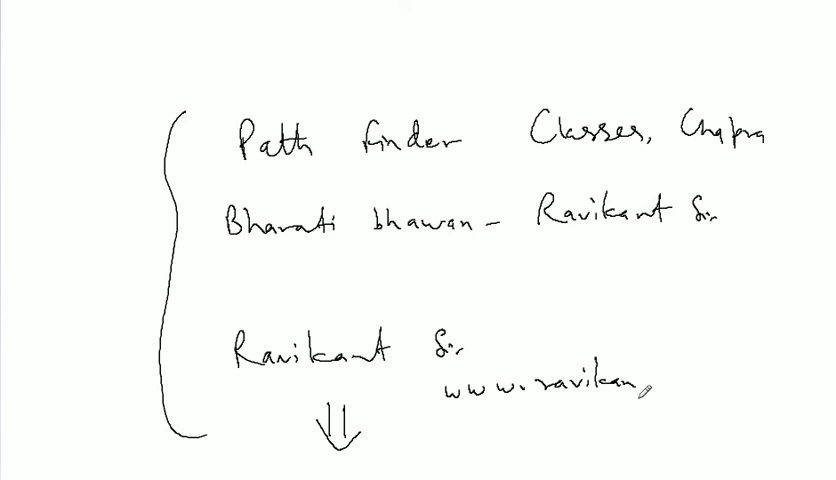 Path finder Classes, Chapra
Bharati bhawan - Ravikant Sir
Ravikant Sir
www.ravikan